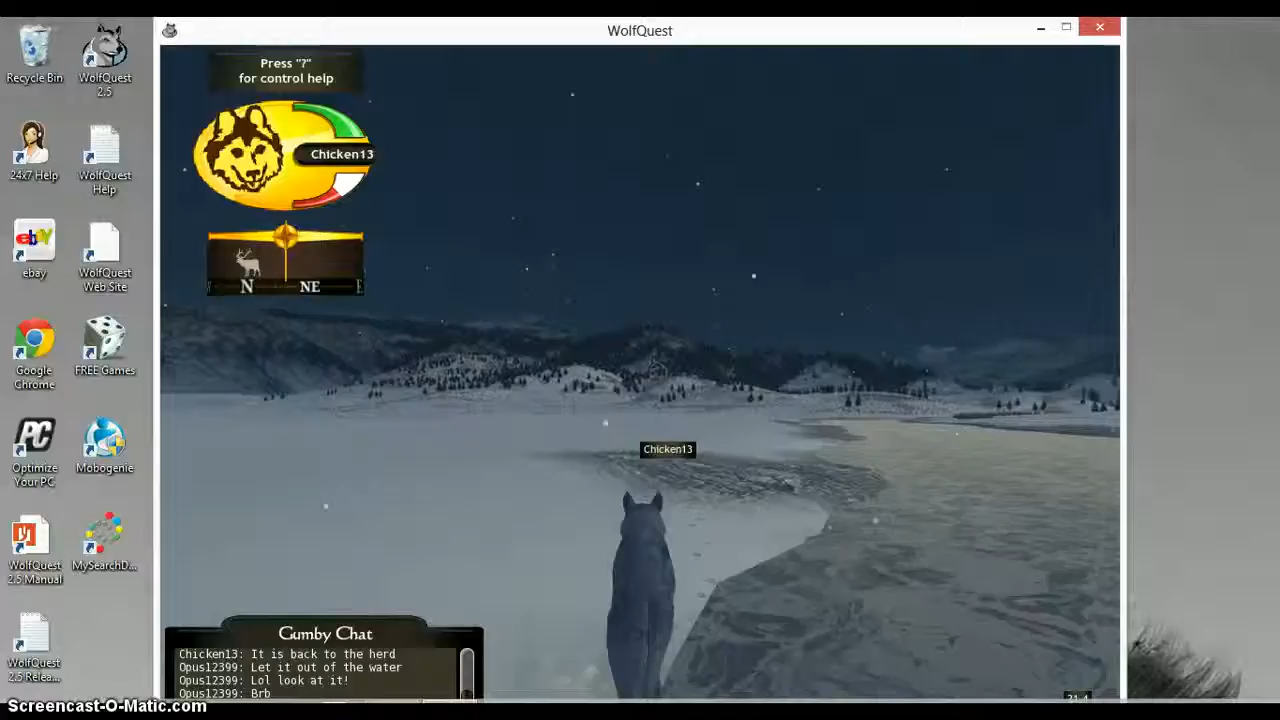 WolfQuest
Recycle Bin
WolfQuest
2.5
24x7 Help
WolfQuest
Help
ebay
ebay
WolfQuest
Web Site
Google
Chrome
FREE Games
PC
Optimize
Your PC
Mobogenie
WolfQuest
2.5 Manual
MySearchD...
WolfQuest
2.5 Relea...
Press "?"
for control help
Chicken13
N NE E
Chicken13
Gumby Chat
Chicken13: It is back to the herd
Opus12399: Let it out of the water
Opus12399: Lol look at it!
Opus12399: Brb
Screencast-O-Matic.com